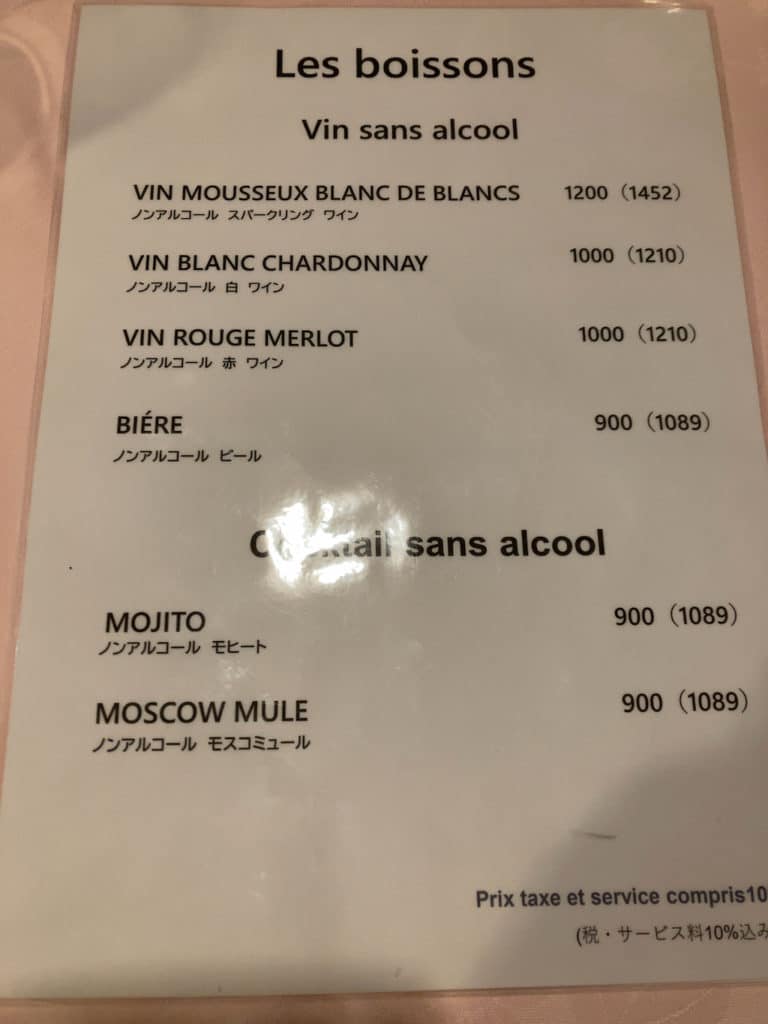 Les boissons
Vin sans alcool
VIN MOUSSEUX BLANC DE BLANCS 1200（1452）
ノンアルコール スパークリング ワイン
VIN BLANC CHARDONNAY 1000（1210）
ノンアルコール 白 ワイン
VIN ROUGE MERLOT 1000（1210）
ノンアルコール 赤 ワイン
BIÉRE 900（1089）
ノンアルコール ビール
Cocktail sans alcool
MOJITO 900（1089）
ノンアルコール モヒート
MOSCOW MULE 900（1089）
ノンアルコール モスコミュール
Prix taxe et service compris10
(税・サービス料10%込み